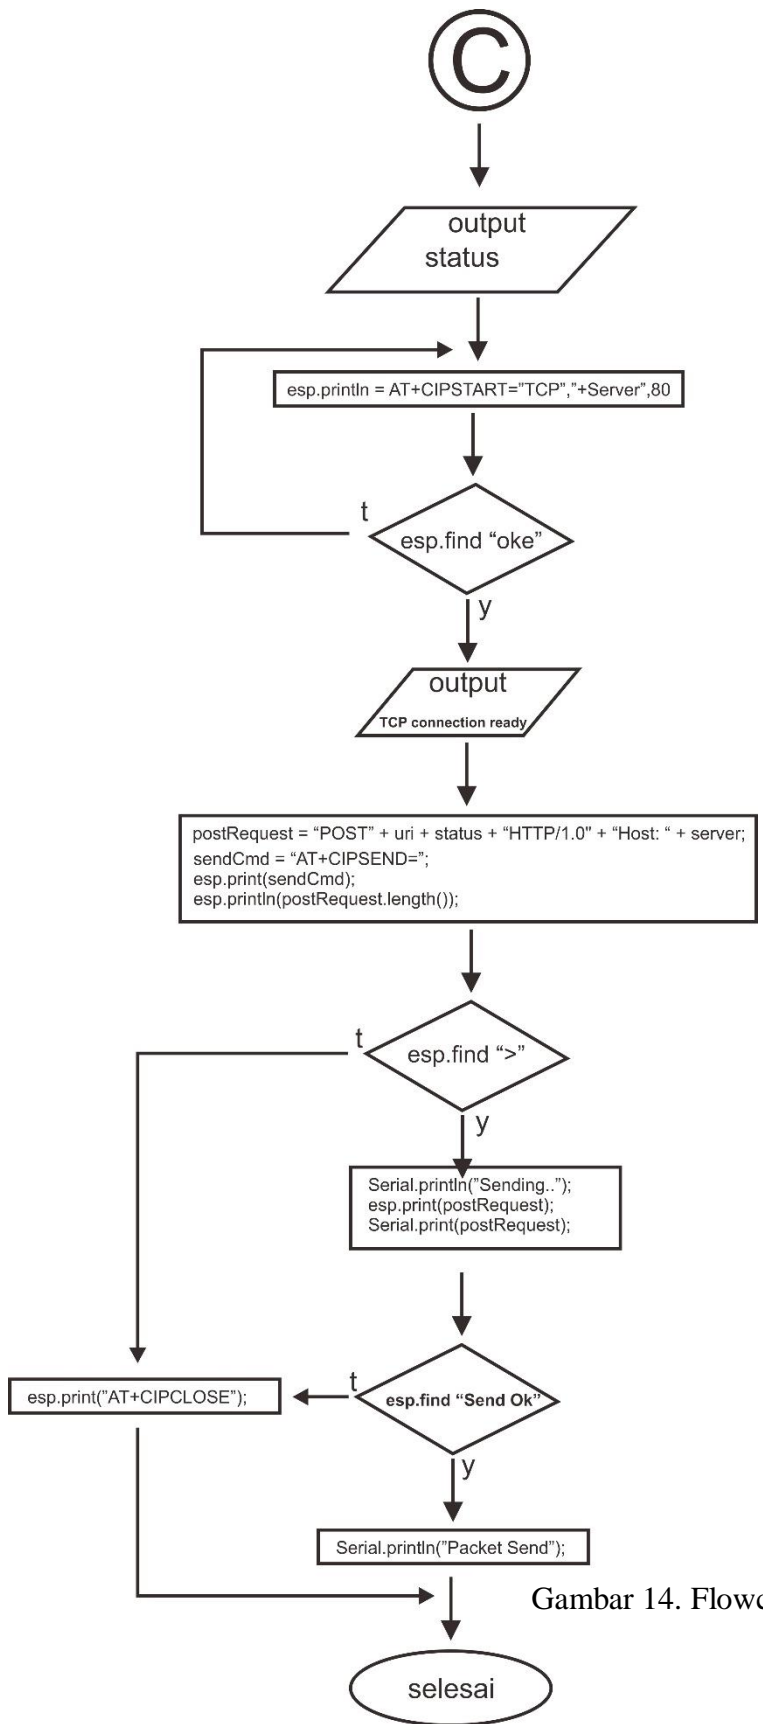 C
output
status
esp.println = AT+CIPSTART="TCP","+Server",80
t
esp.find “oke”
y
output
TCP connection ready
postRequest = “POST” + uri + status + “HTTP/1.0" + “Host: “ + server;
sendCmd = “AT+CIPSEND=”;
esp.print(sendCmd);
esp.println(postRequest.length());
t
esp.find “>”
y
Serial.println(”Sending..”);
esp.print(postRequest);
Serial.print(postRequest);
esp.print(”AT+CIPCLOSE”);
t
esp.find “Send Ok”
y
Serial.println(”Packet Send”);
Gambar 14.
selesai